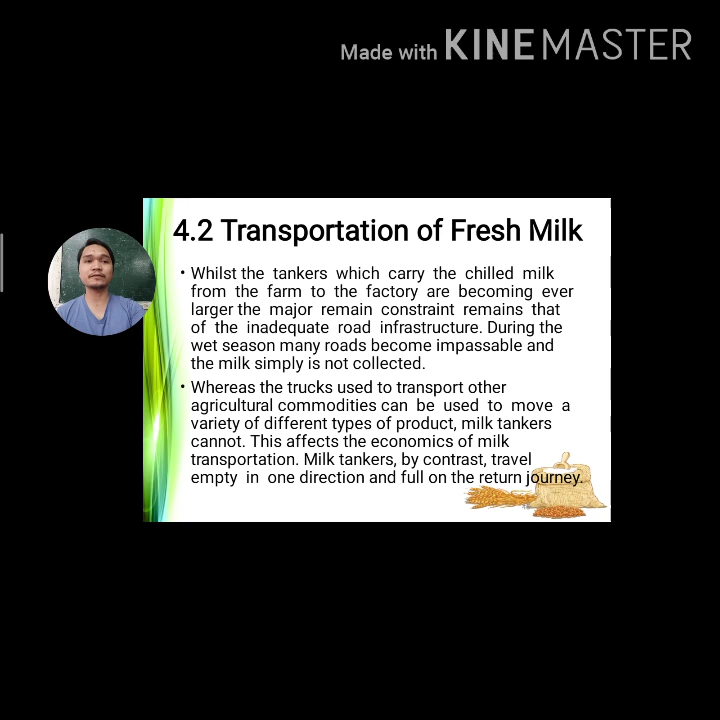 Made with KINEMASTER
4.2 Transportation of Fresh Milk
• Whilst the tankers which carry the chilled milk
from the farm to the factory are becoming ever
larger the major remain constraint remains that
of the inadequate road infrastructure. During the
wet season many roads become impassable and
the milk simply is not collected.
• Whereas the trucks used to transport other
agricultural commodities can be used to move a
variety of different types of product, milk tankers
cannot. This affects the economics of milk
transportation. Milk tankers, by contrast, travel
empty in one direction and full on the return journey.